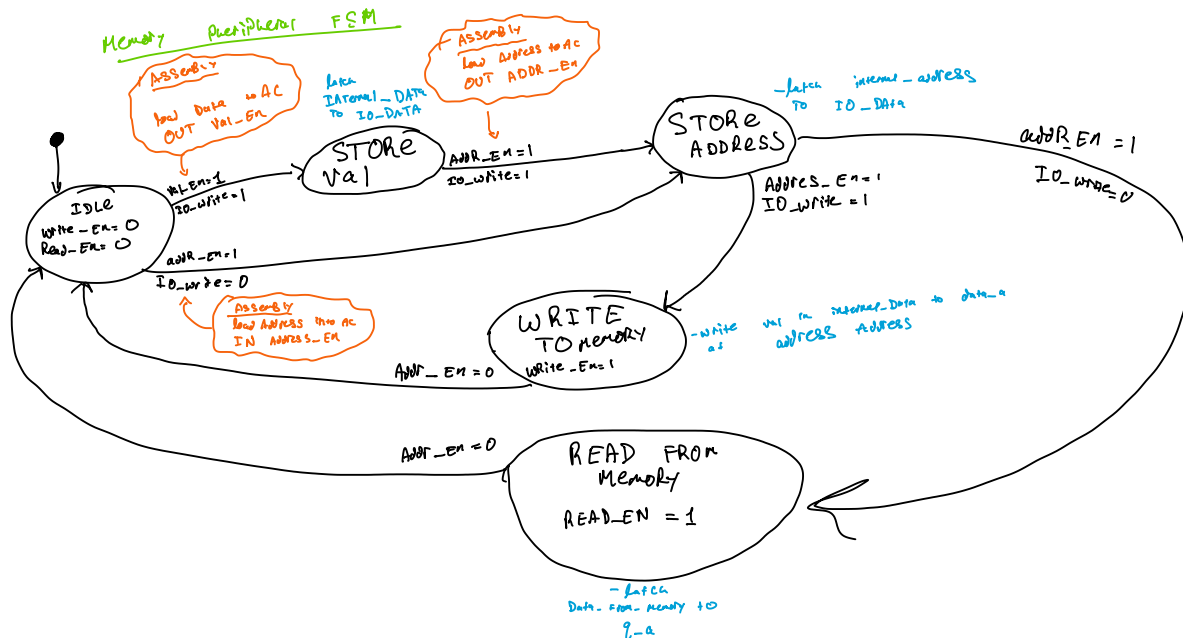 Memory Peripheral FSM
Assembly
load Data to AC
OUT Val_En
latch
INternal_DATA
TO IO_DATA
Assembly
load Address to AC
OUT ADDR_En
-latch internal_address
TO IO_DAta
STORe
Val
STORe
ADDRESS
Val_En=1
IO_write=1
AddR_En=1
IO_write=1
addR_En=1
IO_write=0
Addres_En=1
IO_write=1
IDLe
write_En=0
Read_En=0
addR_En=1
IO_write=0
Assembly
load Address into Ac
IN Address_En
WRITE
TO memory
WRite_En=1
-write val in internal_Data to data_a
at address Address
Addr_En=0
Addr_En=0
READ FROm
memory
READ_EN=1
-latch
Data_From_memory to
q_a